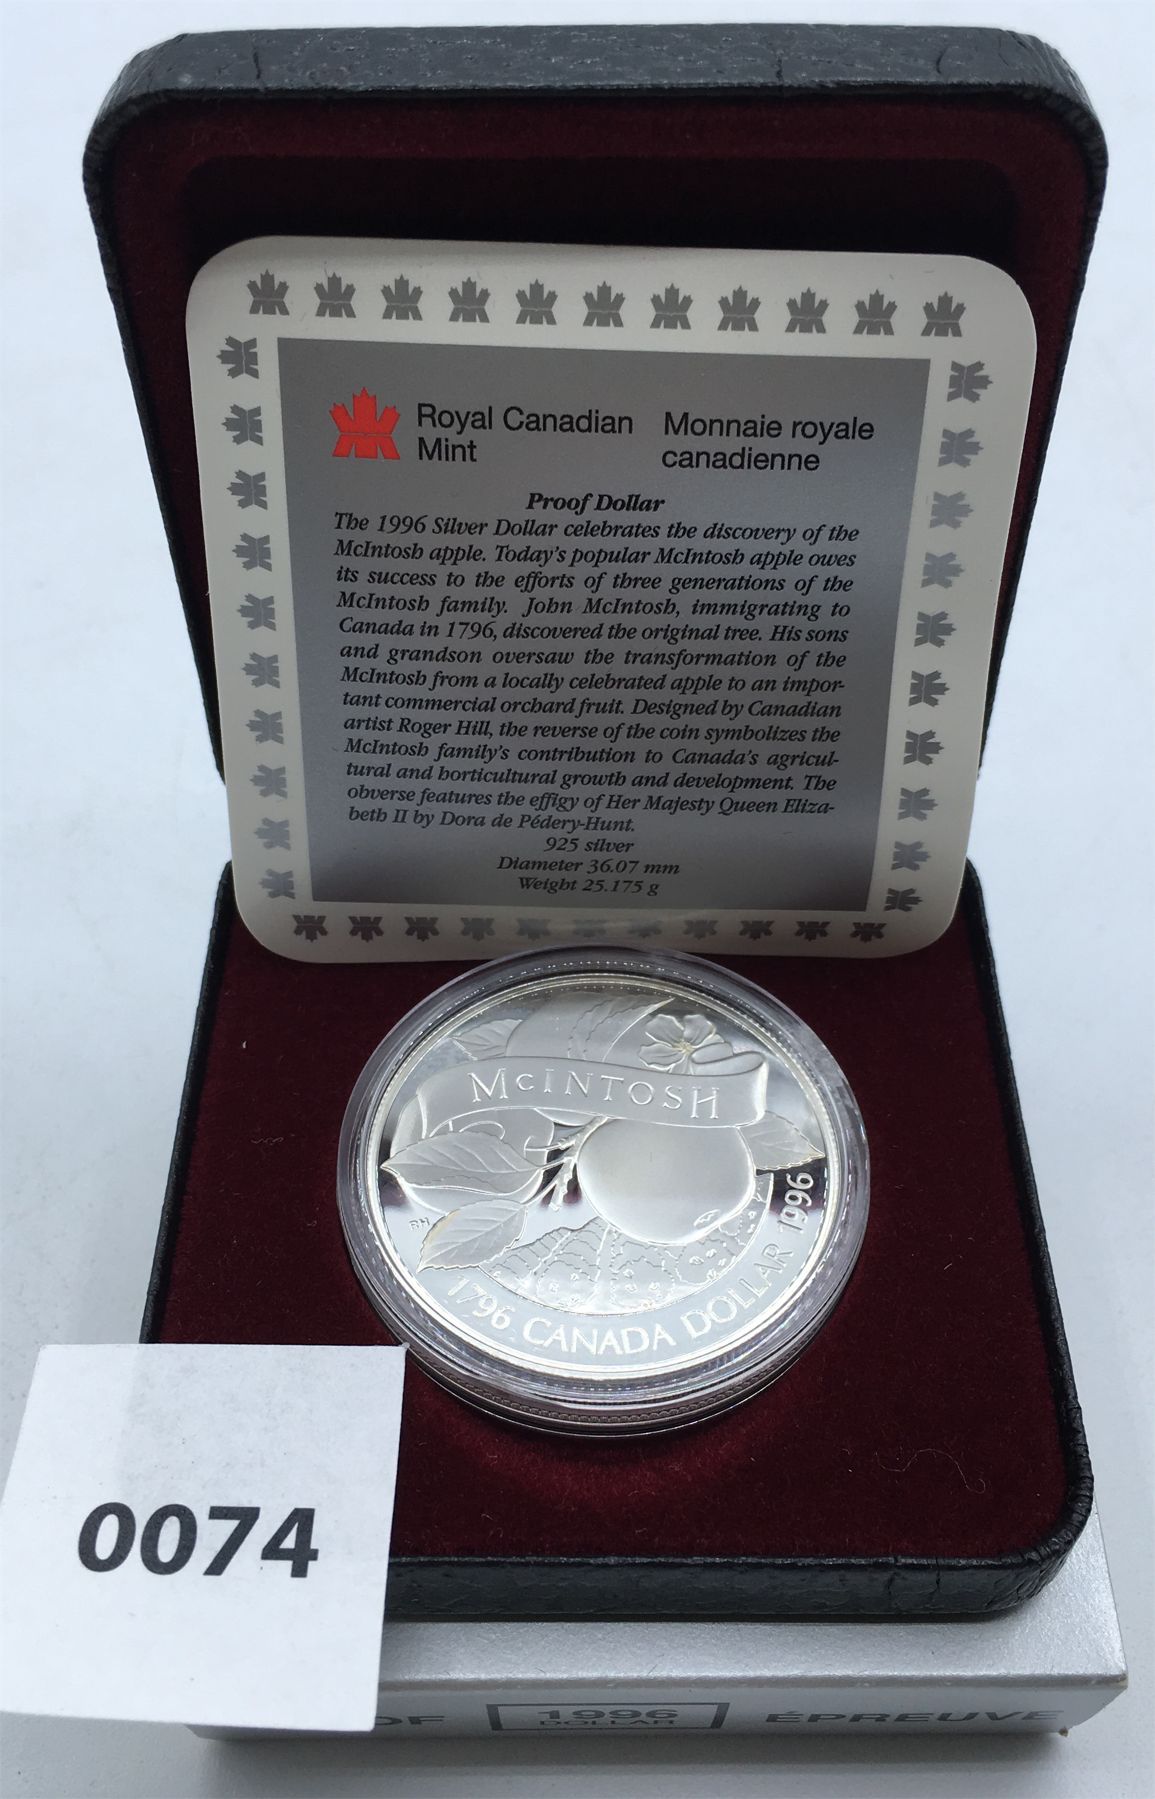 Royal Canadian Mint
Monnaie royale canadienne
Proof Dollar
The 1996 Silver Dollar celebrates the discovery of the
McIntosh apple. Today's popular McIntosh apple owes
its success to the efforts of three generations of the
McIntosh family. John McIntosh, immigrating to
Canada in 1796, discovered the original tree. His sons
and grandson oversaw the transformation of the
McIntosh from a locally celebrated apple to an impor-
tant commercial orchard fruit. Designed by Canadian
artist Roger Hill, the reverse of the coin symbolizes the
McIntosh family's contribution to Canada's agricul-
tural and horticultural growth and development. The
obverse features the effigy of Her Majesty Queen Eliza-
beth II by Dora de Pédery-Hunt.
925 silver
Diameter 36.07 mm
Weight 25.175 g
McINTOSH
RH
1796 CANADA DOLLAR 1996
0074
1996
DOLLAR
ÉPREUVE